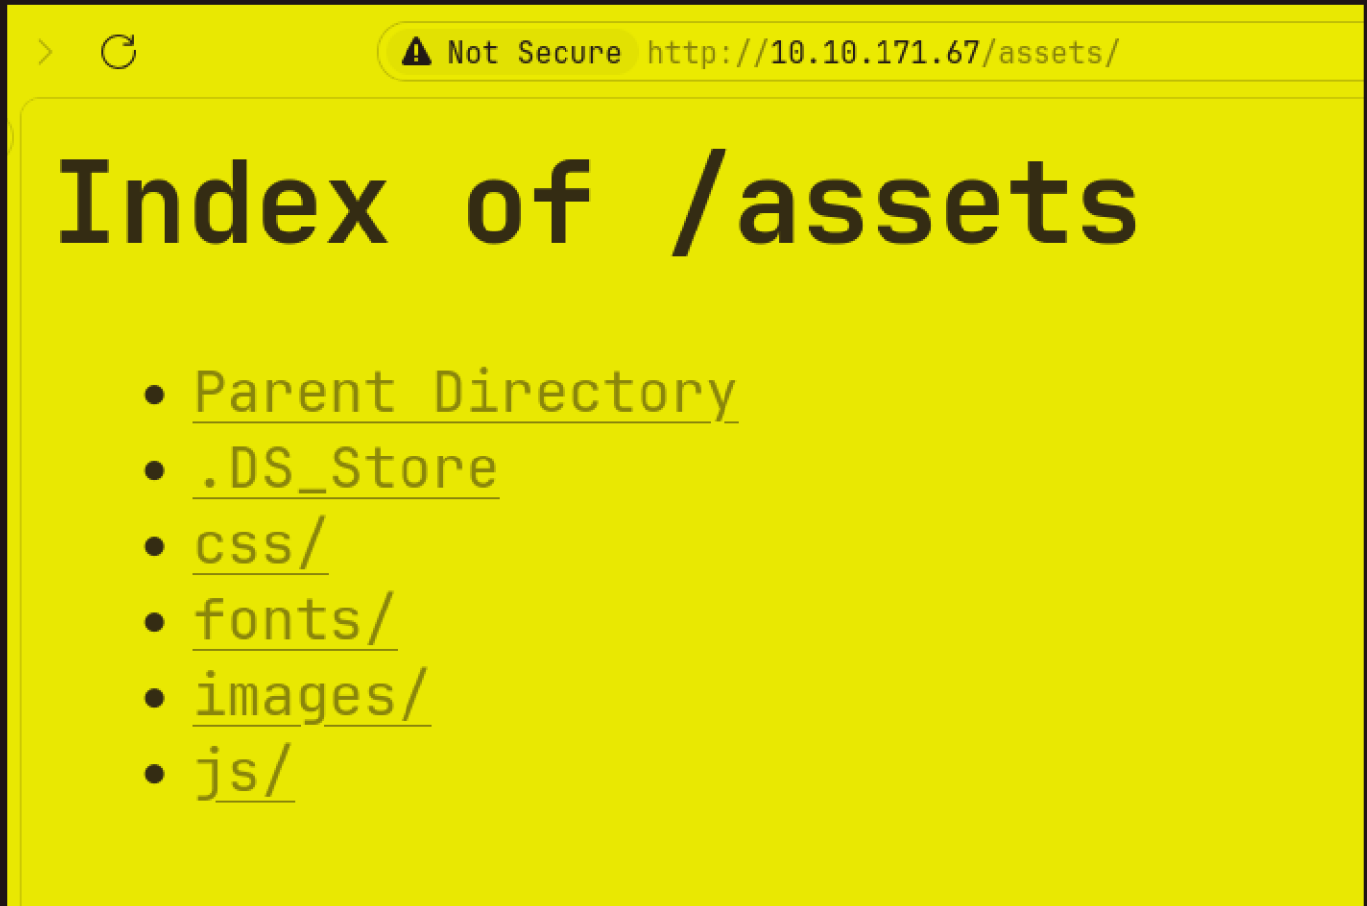 Not Secure http://10.10.171.67/assets/
Index of /assets
Parent Directory
.DS_Store
css/
fonts/
images/
js/